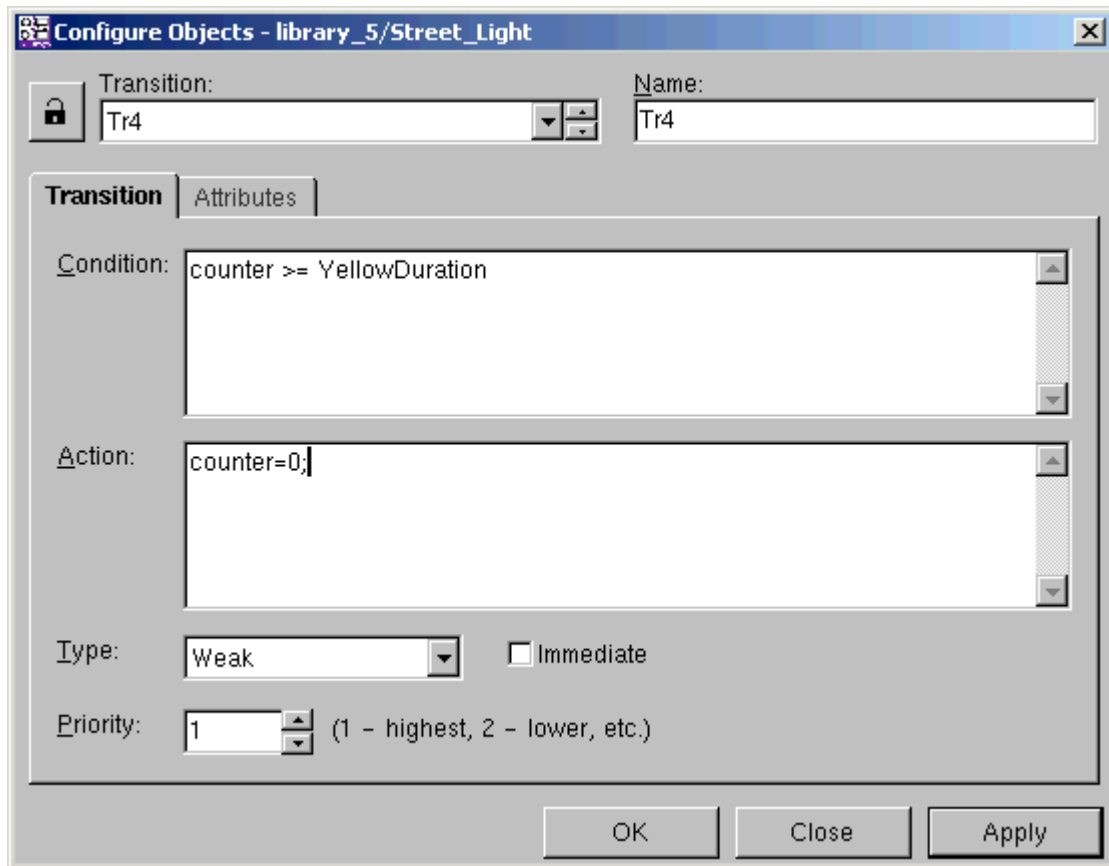 Configure Objects - library_5/Street_Light
Transition:
Name:
Tr4
Tr4
Transition
Attributes
Condition:
counter >= YellowDuration
Action:
counter=0;
Type:
Weak
Immediate
Priority:
1
(1 - highest, 2 - lower, etc.)
OK
Close
Apply